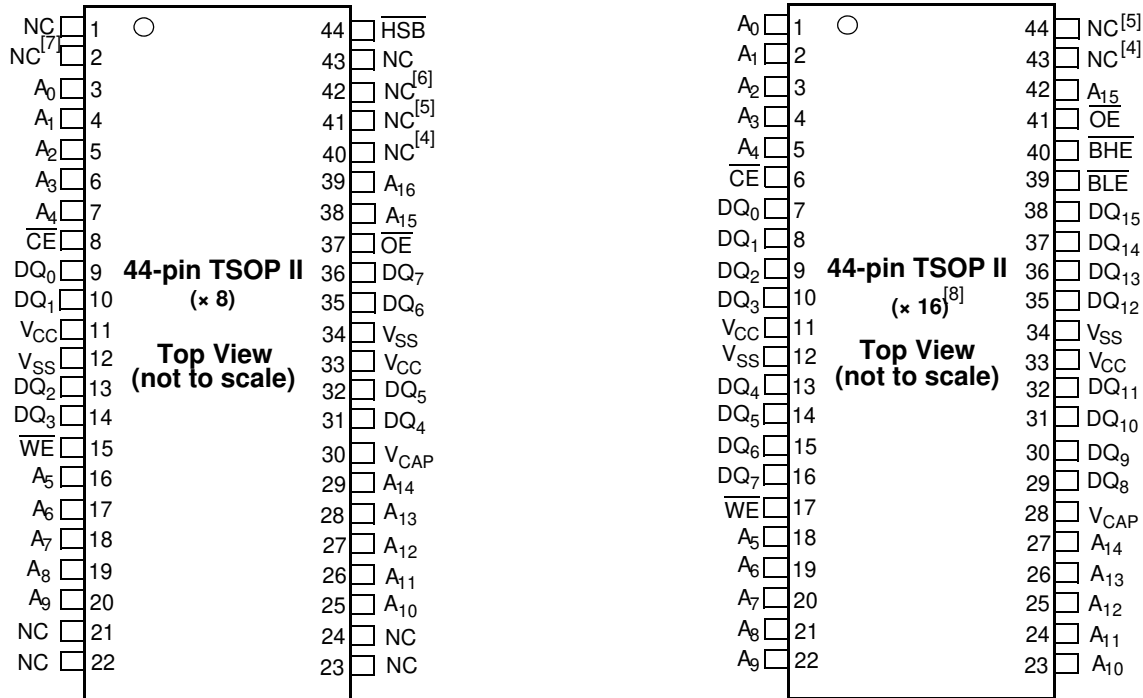 NC 1 44 H̅S̅B̅
NC[7] 2 43 NC
A0 3 42 NC[6]
A1 4 41 NC[5]
A2 5 40 NC[4]
A3 6 39 A16
A4 7 38 A15
C̅E̅ 8 37 O̅E̅
DQ0 9 36 DQ7
DQ1 10 35 DQ6
VCC 11 34 VSS
VSS 12 33 VCC
DQ2 13 32 DQ5
DQ3 14 31 DQ4
W̅E̅ 15 30 VCAP
A5 16 29 A14
A6 17 28 A13
A7 18 27 A12
A8 19 26 A11
A9 20 25 A10
NC 21 24 NC
NC 22 23 NC
44-pin TSOP II
(× 8)
Top View
(not to scale)
A0 1 44 NC[5]
A1 2 43 NC[4]
A2 3 42 A15
A3 4 41 O̅E̅
A4 5 40 B̅H̅E̅
C̅E̅ 6 39 B̅L̅E̅
DQ0 7 38 DQ15
DQ1 8 37 DQ14
DQ2 9 36 DQ13
DQ3 10 35 DQ12
VCC 11 34 VSS
VSS 12 33 VCC
DQ4 13 32 DQ11
DQ5 14 31 DQ10
DQ6 15 30 DQ9
DQ7 16 29 DQ8
W̅E̅ 17 28 VCAP
A5 18 27 A14
A6 19 26 A13
A7 20 25 A12
A8 21 24 A11
A9 22 23 A10
44-pin TSOP II
(× 16)[8]
Top View
(not to scale)